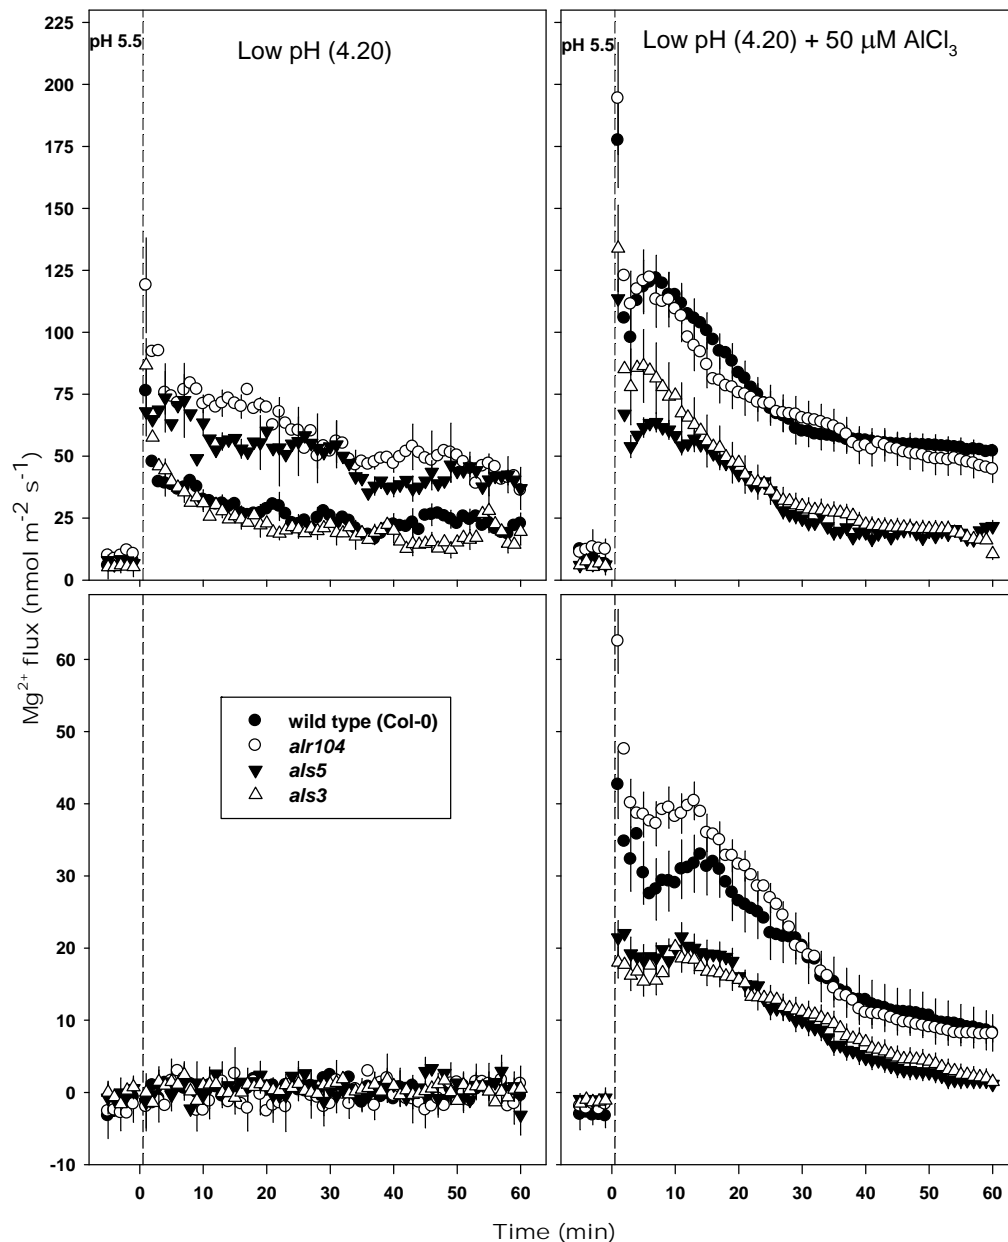 Low pH (4.20)
Low pH (4.20) + 50 μM AlCl₃
pH 5.5
pH 5.5
225
200
175
150
125
100
75
50
25
0
Mg²⁺ flux (nmol m⁻² s⁻¹)
60
50
40
30
20
10
0
-10
wild type (Col-0)
alr104
als5
als3
0 10 20 30 40 50 60
0 10 20 30 40 50 60
Time (min)